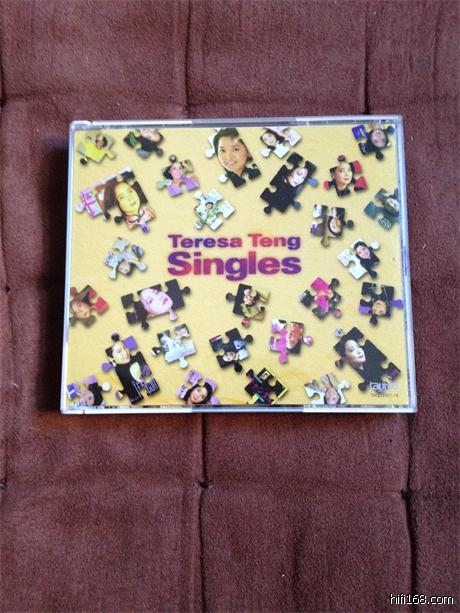 Teresa Teng
Singles
taurus
hifi168.com